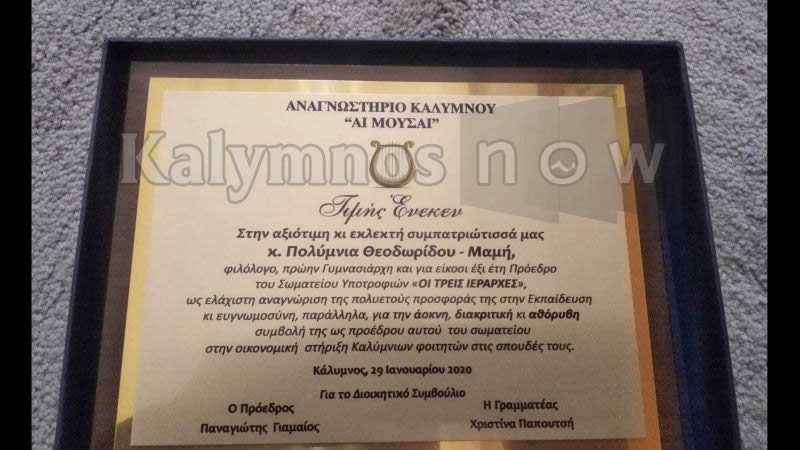 ΑΝΑΓΝΩΣΤΗΡΙΟ ΚΑΛΥΜΝΟΥ
"ΑΙ ΜΟΥΣΑΙ"
Kalymnos now
Τιμής Ένεκεν
Στην αξιότιμη κι εκλεκτή συμπατριώτισσά μας
κ. Πολύμνια Θεοδωρίδου - Μαμή,
φιλόλογο, πρώην Γυμνασιάρχη και για είκοσι έξι έτη Πρόεδρο
του Σωματείου Υποτροφιών «ΟΙ ΤΡΕΙΣ ΙΕΡΑΡΧΕΣ»,
ως ελάχιστη αναγνώριση της πολυετούς προσφοράς της στην Εκπαίδευση
κι ευγνωμοσύνη, παράλληλα, για την άοκνη, διακριτική κι αθόρυβη
συμβολή της ως προέδρου αυτού του σωματείου
στην οικονομική στήριξη Καλύμνιων φοιτητών στις σπουδές τους.
Κάλυμνος, 29 Ιανουαρίου 2020
Για το Διοικητικό Συμβούλιο
Ο Πρόεδρος Η Γραμματέας
Παναγιώτης Γιαμαίος Χριστίνα Παπουτσή